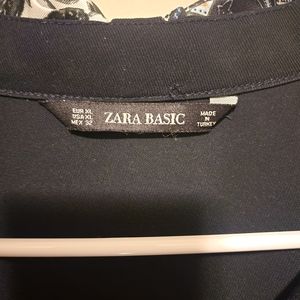 EUR XL
USA XL
MEX 32
ZARA BASIC
MADE
IN
TURKEY